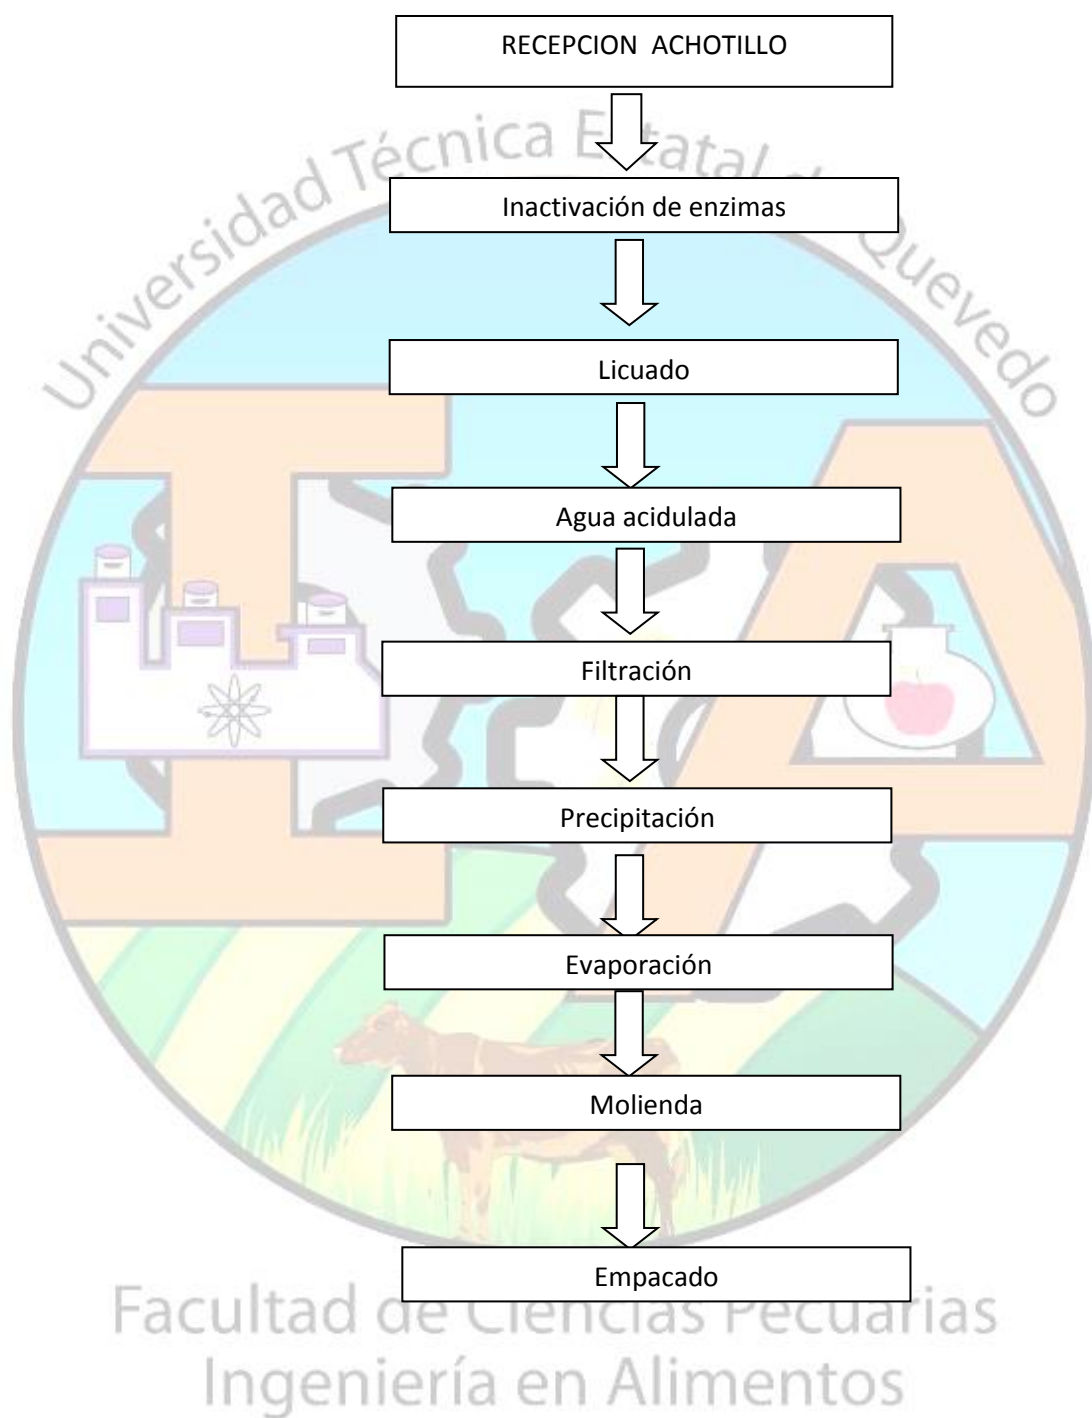 RECEPCION ACHOTILLO
Universidad Técnica Estatal de Quevedo
Inactivación de enzimas
Licuado
Agua acidulada
Filtración
Precipitación
Evaporación
Molienda
Empacado
Facultad de Ciencias Pecuarias
Ingeniería en Alimentos